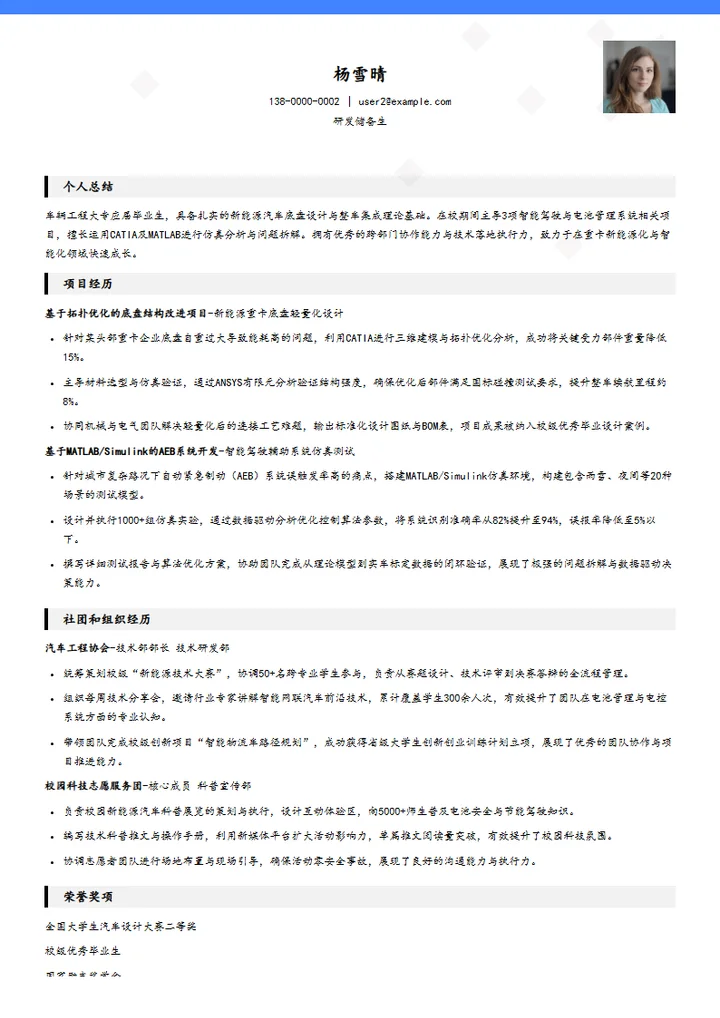 杨雪晴
138-0000-0002 | user2@example.com
研发储备生
个人总结
车辆工程大专应届毕业生，具备扎实的新能源汽车底盘设计与整车集成理论基础。在校期间主导3项智能驾驶与电池管理系统相关项
目，擅长运用CATIA及MATLAB进行仿真分析与问题拆解。拥有优秀的跨部门协作能力与技术落地执行力，致力于在重卡新能源化与智
能化领域快速成长。
项目经历
基于拓扑优化的底盘结构改进项目-新能源重卡底盘轻量化设计
• 针对某头部重卡企业底盘自重过大导致能耗高的问题，利用CATIA进行三维建模与拓扑优化分析，成功将关键受力部件重量降低
15%。
• 主导材料选型与仿真验证，通过ANSYS有限元分析验证结构强度，确保优化后部件满足国标碰撞测试要求，提升整车续航里程约
8%。
• 协同机械与电气团队解决轻量化后的连接工艺难题，输出标准化设计图纸与BOM表，项目成果被纳入校级优秀毕业设计案例。
基于MATLAB/Simulink的AEB系统开发-智能驾驶辅助系统仿真测试
• 针对城市复杂路况下自动紧急制动（AEB）系统误触发率高的痛点，搭建MATLAB/Simulink仿真环境，构建包含雨雪、夜间等20种
场景的测试模型。
• 设计并执行1000+组仿真实验，通过数据驱动分析优化控制算法参数，将系统识别准确率从82%提升至94%，误报率降低至5%以
下。
• 撰写详细测试报告与算法优化方案，协助团队完成从理论模型到实车标定数据的闭环验证，展现了极强的问题拆解与数据驱动决
策能力。
社团和组织经历
汽车工程协会-技术部部长 技术研发部
• 统筹策划校级“新能源技术大赛”，协调50+名跨专业学生参与，负责从赛题设计、技术评审到决赛答辩的全流程管理。
• 组织每周技术分享会，邀请行业专家讲解智能网联汽车前沿技术，累计覆盖学生300余人次，有效提升了团队在电池管理与电控
系统方面的专业认知。
• 带领团队完成校级创新项目“智能物流车路径规划”，成功获得省级大学生创新创业训练计划立项，展现了优秀的团队协作与项
目推进能力。
校园科技志愿服务团-核心成员 科普宣传部
• 负责校园新能源汽车科普展览的策划与执行，设计互动体验区，向5000+师生普及电池安全与节能驾驶知识。
• 编写技术科普推文与操作手册，利用新媒体平台扩大活动影响力，单篇推文阅读量突破，有效提升了校园科技氛围。
• 协调志愿者团队进行场地布置与现场引导，确保活动零安全事故，展现了良好的沟通能力与执行力。
荣誉奖项
全国大学生汽车设计大赛二等奖
校级优秀毕业生